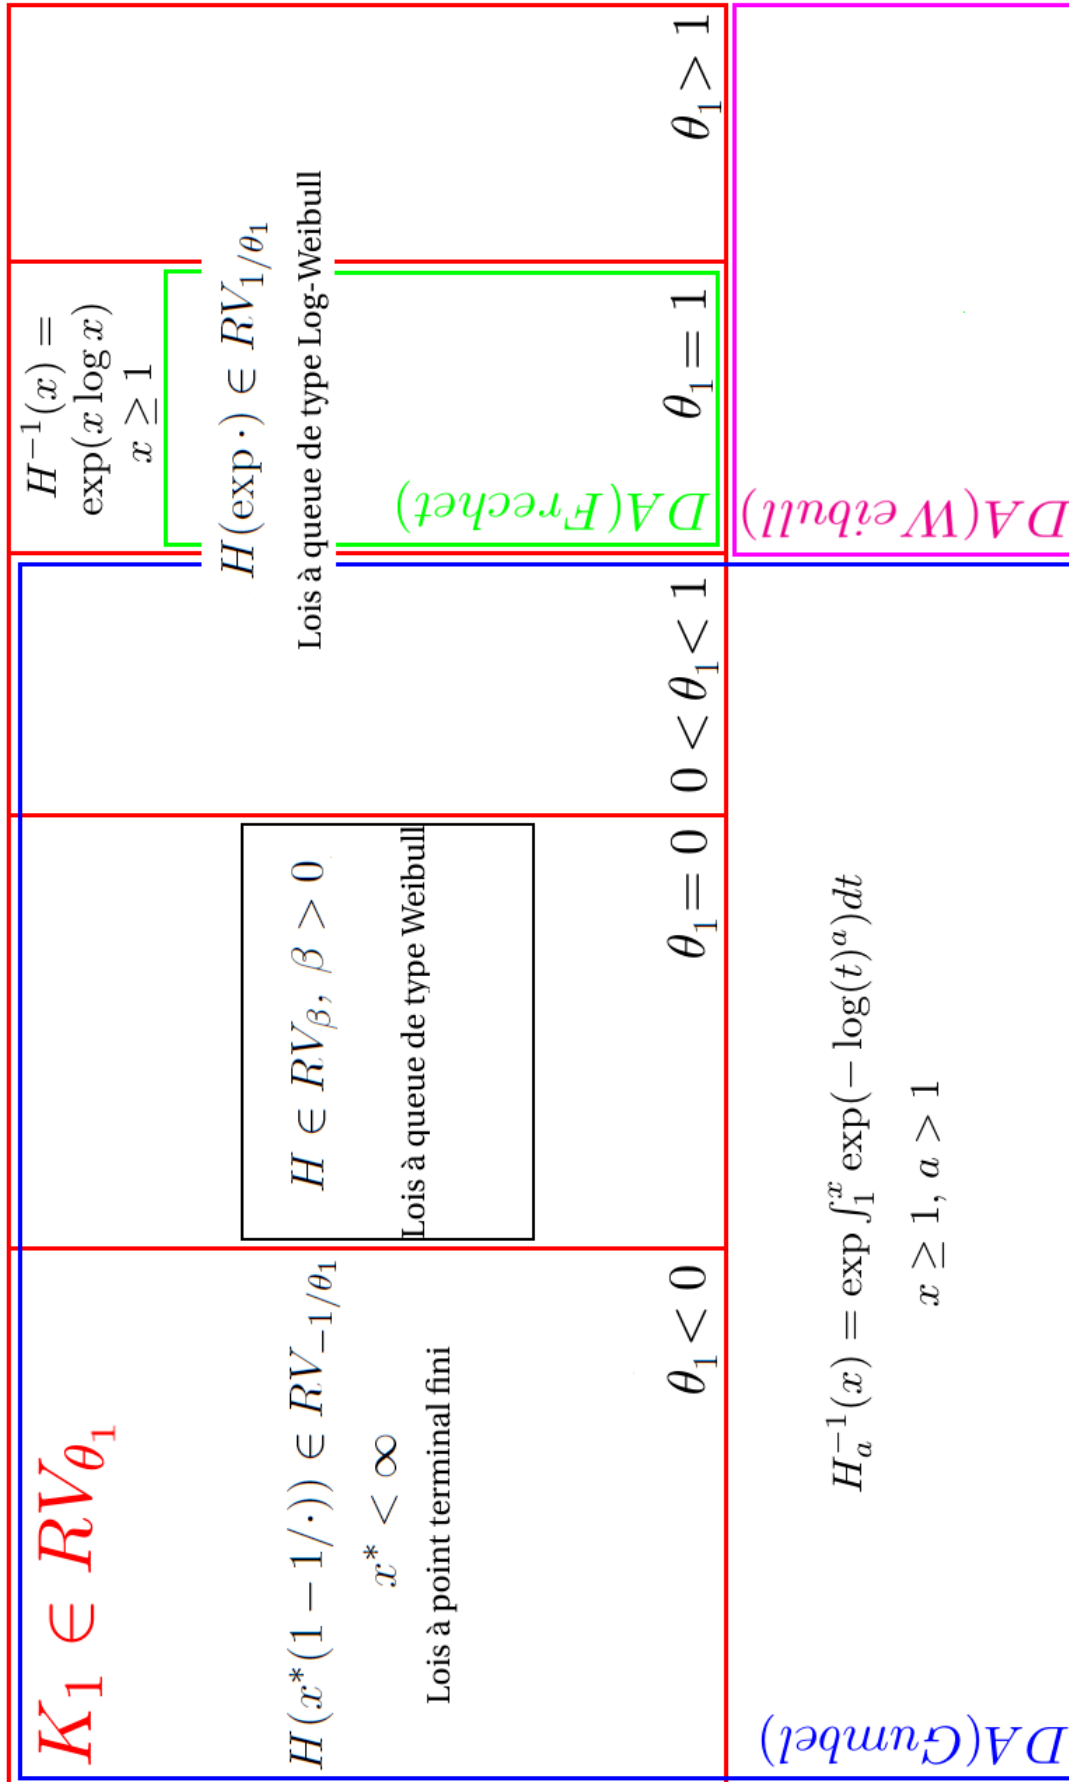 K_1 ∈ RV_{θ_1}
H(x^*(1 − 1/·)) ∈ RV_{−1/θ_1}
x^* < ∞
Lois à point terminal fini
θ_1 < 0
H ∈ RV_β, β > 0
Lois à queue de type Weibull
θ_1 = 0
0 < θ_1 < 1
H(exp ·) ∈ RV_{1/θ_1}
Lois à queue de type Log-Weibull
H^{−1}(x) =
exp(x log x)
x ≥ 1
DA(Frechet)
θ_1 = 1
θ_1 > 1
DA(Gumbel)
H_a^{−1}(x) = exp ∫_1^x exp(− log(t)^a)dt
x ≥ 1, a > 1
DA(Weibull)